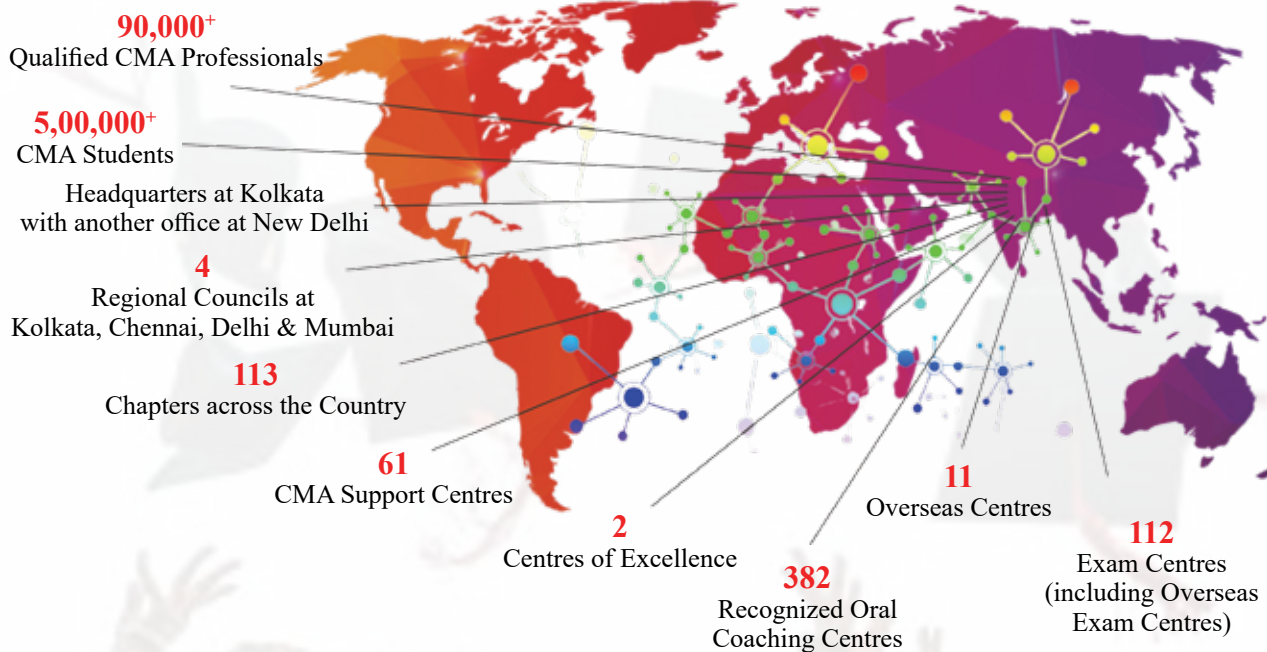 90,000+
Qualified CMA Professionals
5,00,000+
CMA Students
Headquarters at Kolkata
with another office at New Delhi
4
Regional Councils at
Kolkata, Chennai, Delhi & Mumbai
113
Chapters across the Country
61
CMA Support Centres
2
Centres of Excellence
382
Recognized Oral
Coaching Centres
11
Overseas Centres
112
Exam Centres
(including Overseas
Exam Centres)